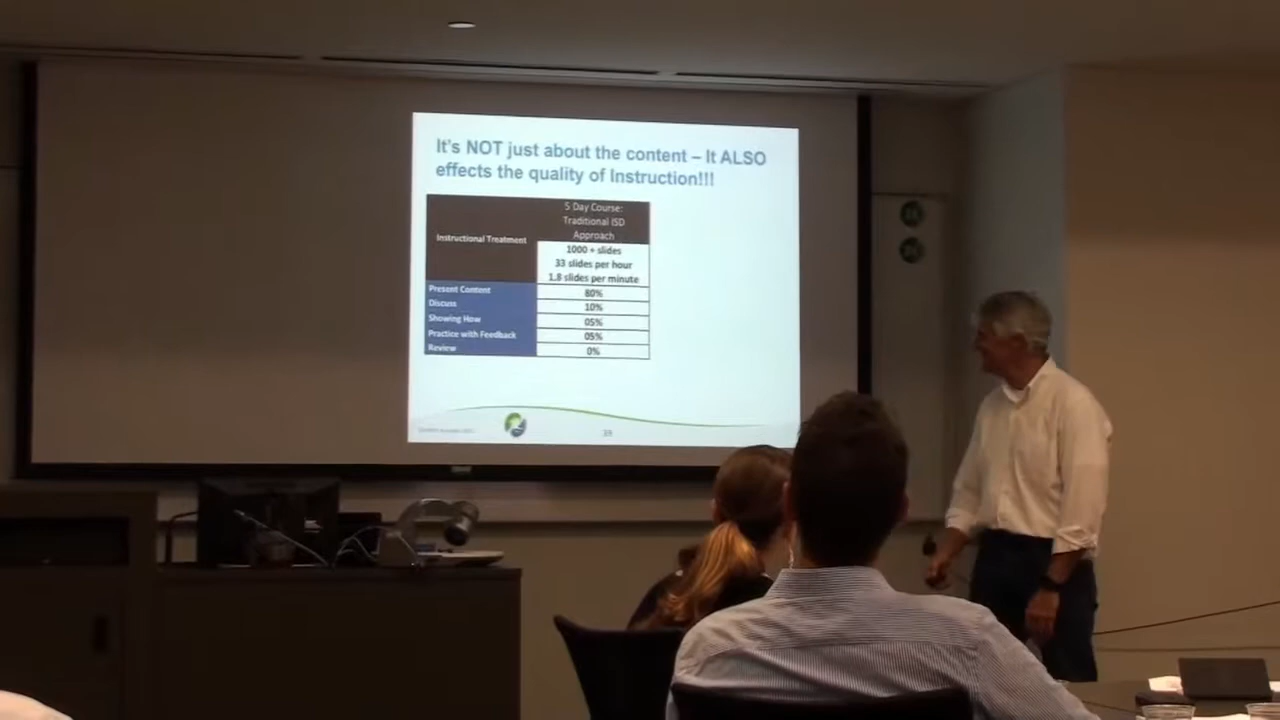 It's NOT just about the content – It ALSO
effects the quality of Instruction!!!
Instructional Treatment
5 Day Course:
Traditional ISD
Approach
1000 + slides
33 slides per hour
1.8 slides per minute
Present Content 80%
Discuss 10%
Showing How 05%
Practice with Feedback 05%
Review 0%
39